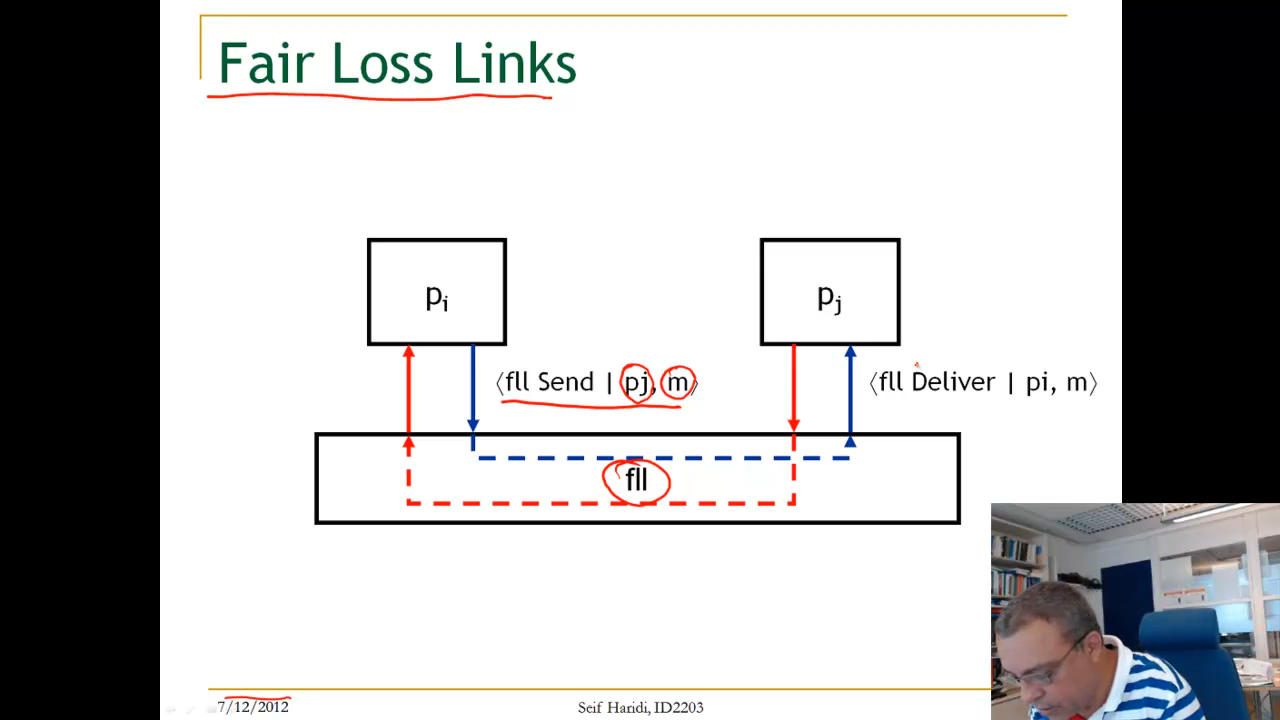 Fair Loss Links
pi
pj
⟨fll Send | pj, m⟩
⟨fll Deliver | pi, m⟩
fll
7/12/2012
Seif Haridi, ID2203